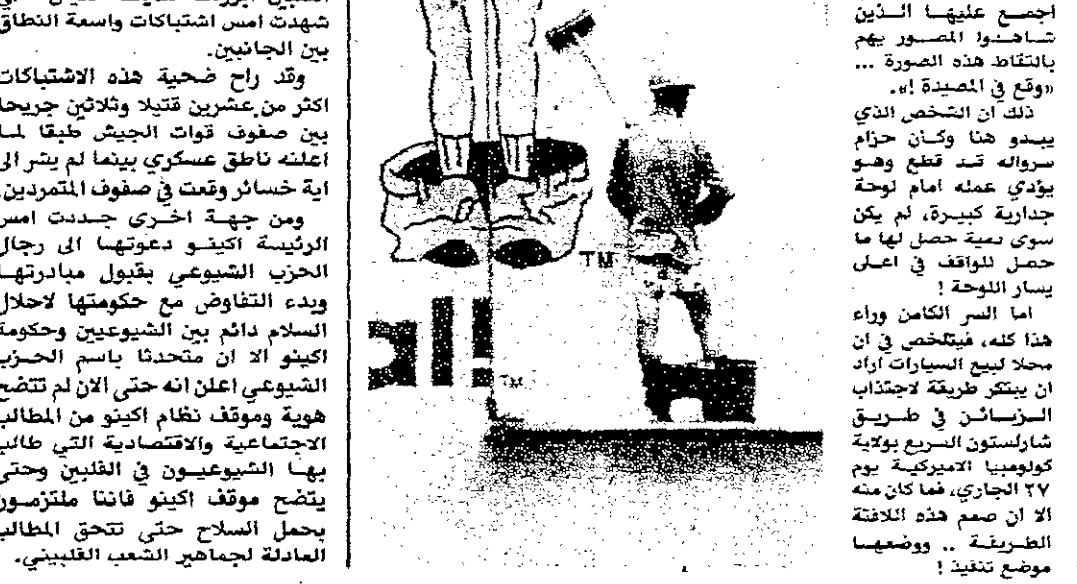 اجمع عليها الذين
شاهدوا المصور يهم
بالتقاط هذه الصورة ...
«وقع في المصيدة !».
ذلك ان الشخص الذي
يبدو هنا وكأن حزام
سرواله قد قطع وهو
يؤدي عمله امام لوحة
جدارية كبيرة، لم يكن
سوى دمية حصل لها ما
حصل للواقف في اعلى
يسار اللوحة !
اما السر الكامن وراء
هذا كله، فيتلخص في ان
محلا لبيع السيارات اراد
ان يبتكر طريقة لاجتذاب
الزبائن في طريق
شارلستون السريع بولاية
كولومبيا الاميركية يوم
٢٧ الجاري، فما كان منه
الا ان صمم هذه اللافتة
الطريفة .. ووضعها
موضع تنفيذ !
TM
TM
شهدت امس اشتباكات واسعة النطاق
بين الجانبين.
وقد راح ضحية هذه الاشتباكات
اكثر من عشرين قتيلا وثلاثين جريحا
بين صفوف قوات الجيش طبقا لما
اعلنه ناطق عسكري بينما لم يشر الى
اية خسائر وقعت في صفوف المتمردين.
ومن جهة اخرى جددت امس
الرئيسة اكينو دعوتها الى رجال
الحزب الشيوعي بقبول مبادرتها
وبدء التفاوض مع حكومتها لاحلال
السلام دائم بين الشيوعيين وحكومة
اكينو الا ان متحدثا باسم الحزب
الشيوعي اعلن انه حتى الان لم تتضح
هوية وموقف نظام اكينو من المطالب
الاجتماعية والاقتصادية التي طالب
بها الشيوعيون في الفلبين وحتى
يتضح موقف اكينو فاننا ملتزمون
بحمل السلاح حتى تتحق المطالب
العادلة لجماهير الشعب الفلبيني.